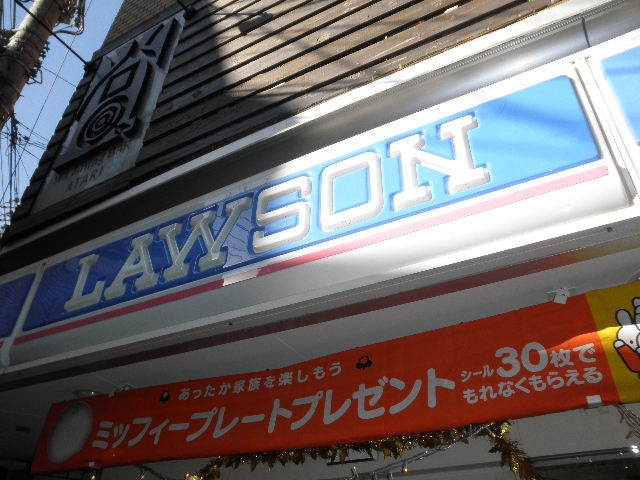 LAWSON
あったか家族を楽しもう
ミッフィープレートプレゼント
シール30枚で
もれなくもらえる